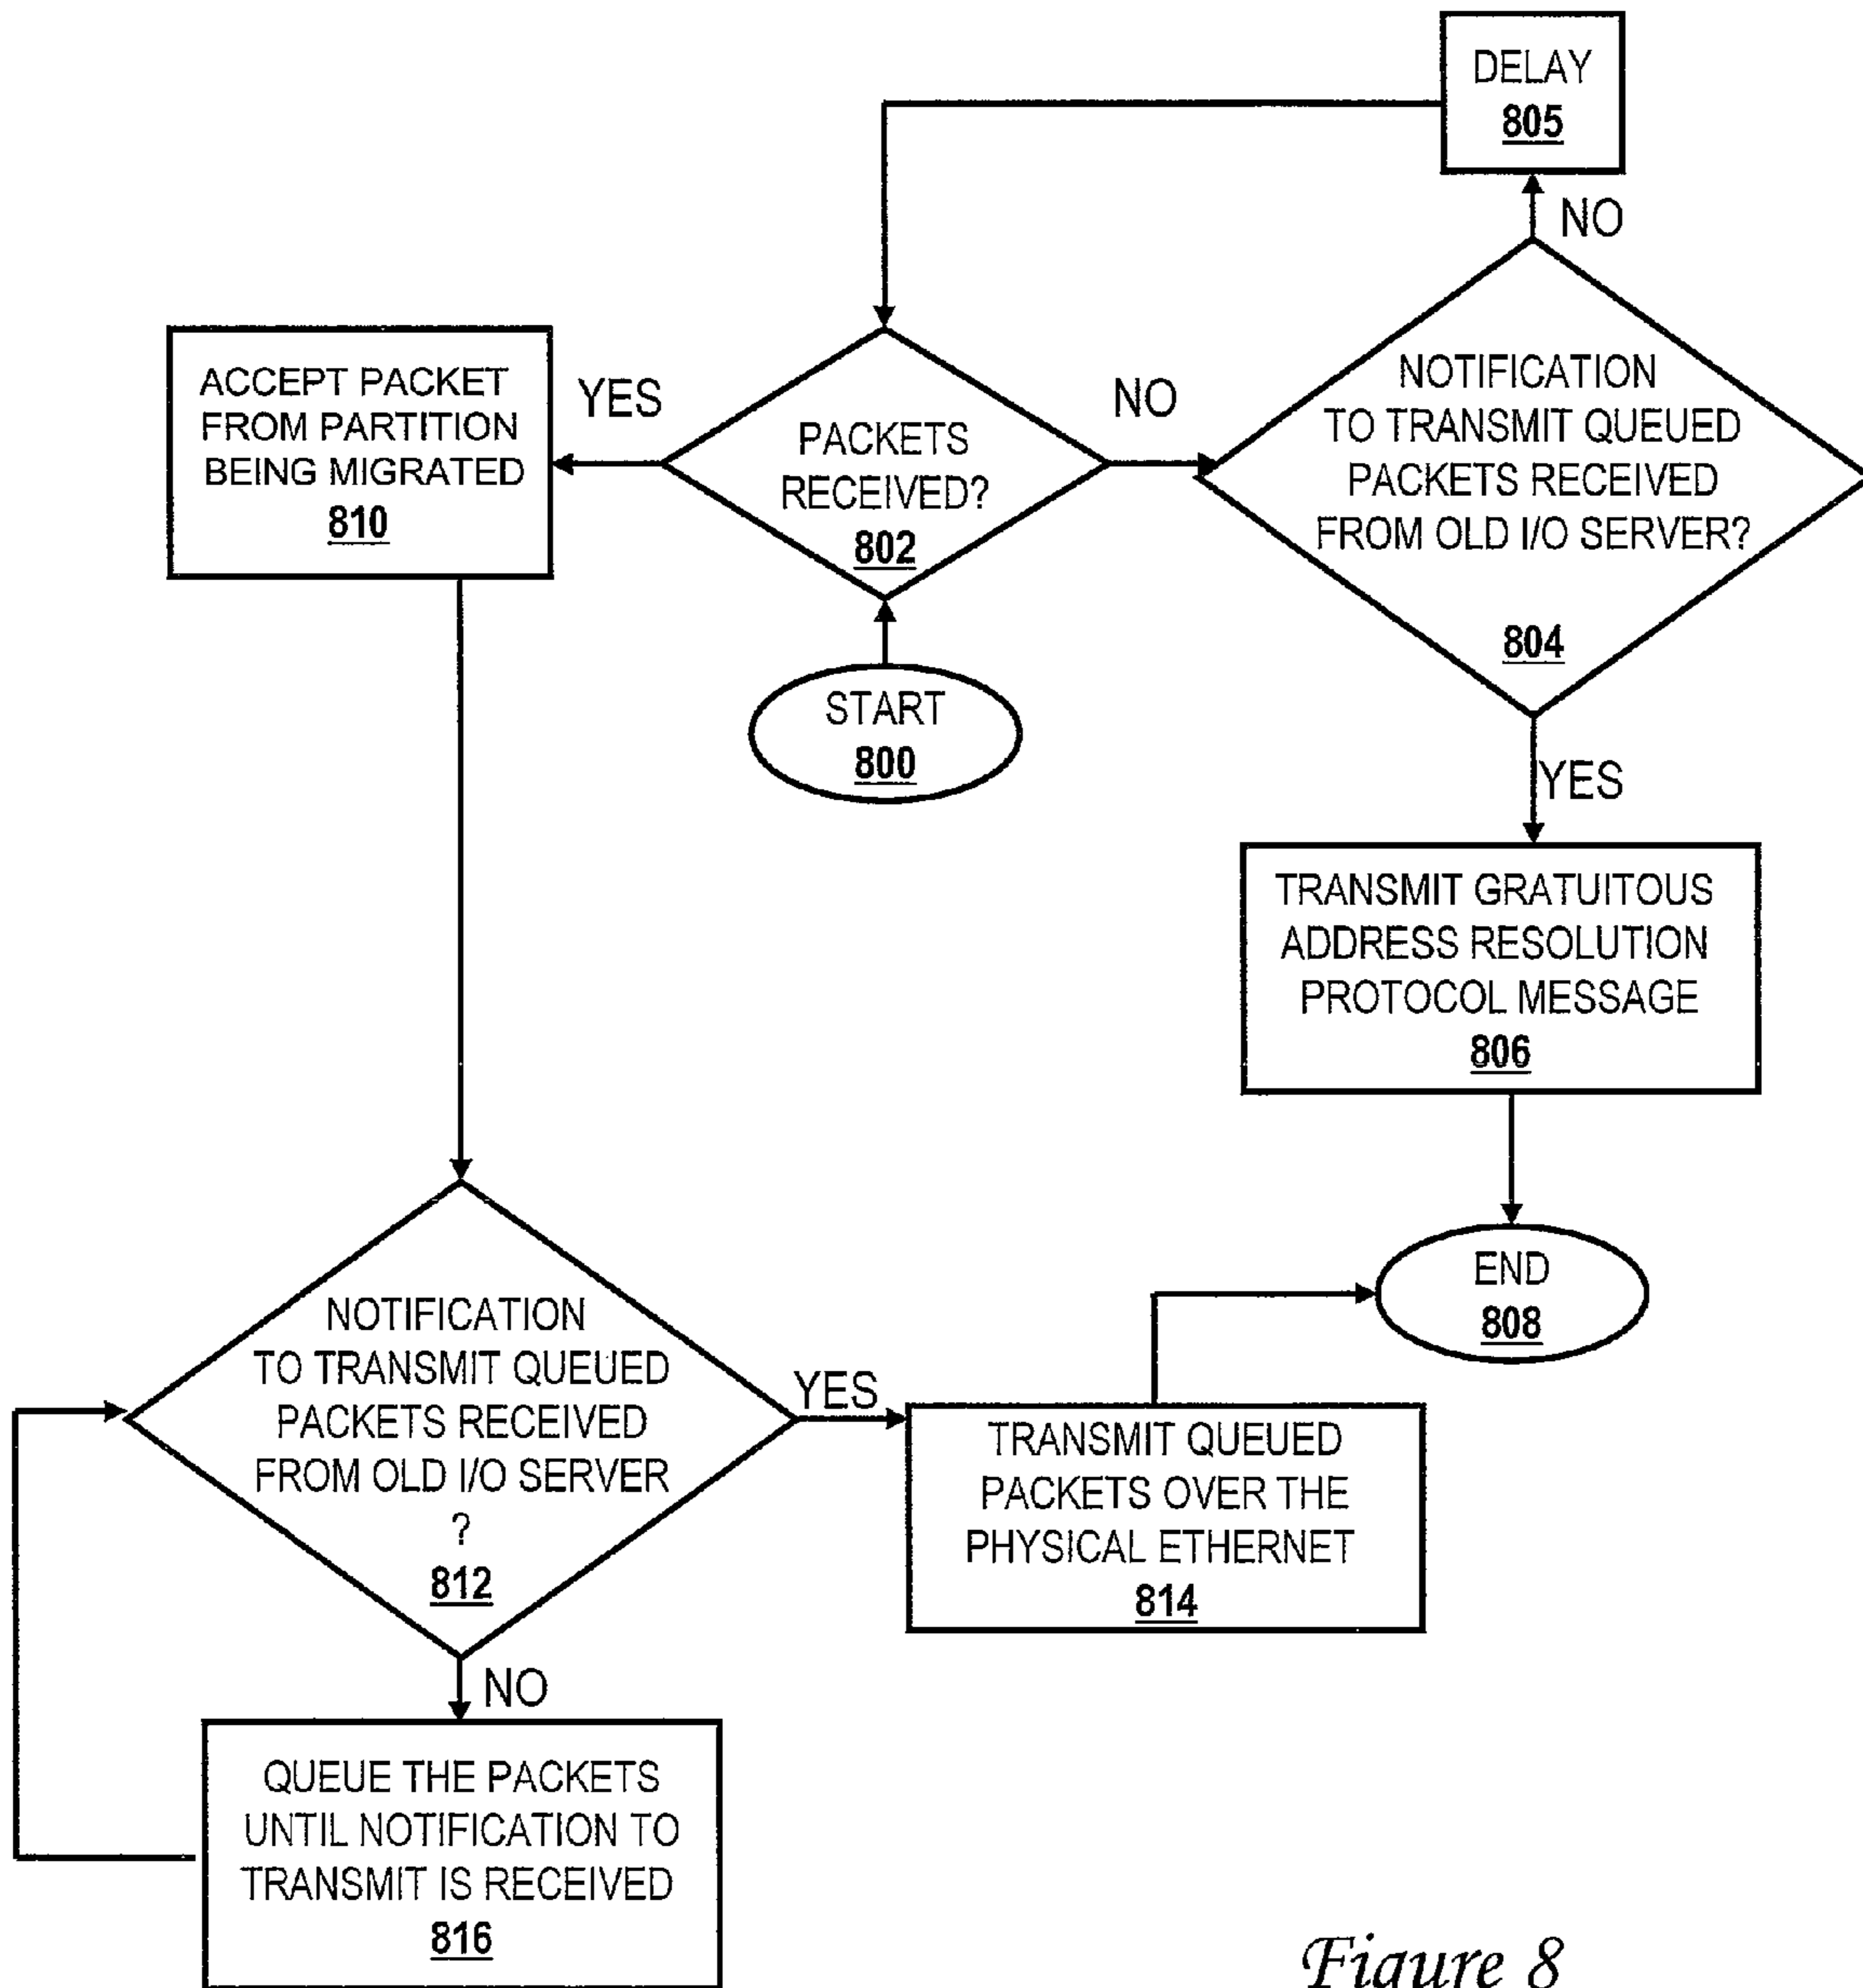 DELAY
805
NO
ACCEPT PACKET
FROM PARTITION
BEING MIGRATED
810
YES
PACKETS
RECEIVED?
802
NO
NOTIFICATION
TO TRANSMIT QUEUED
PACKETS RECEIVED
FROM OLD I/O SERVER?
804
START
800
YES
TRANSMIT GRATUITOUS
ADDRESS RESOLUTION
PROTOCOL MESSAGE
806
END
808
NOTIFICATION
TO TRANSMIT QUEUED
PACKETS RECEIVED
FROM OLD I/O SERVER
?
812
YES
TRANSMIT QUEUED
PACKETS OVER THE
PHYSICAL ETHERNET
814
NO
QUEUE THE PACKETS
UNTIL NOTIFICATION TO
TRANSMIT IS RECEIVED
816
Figure 8